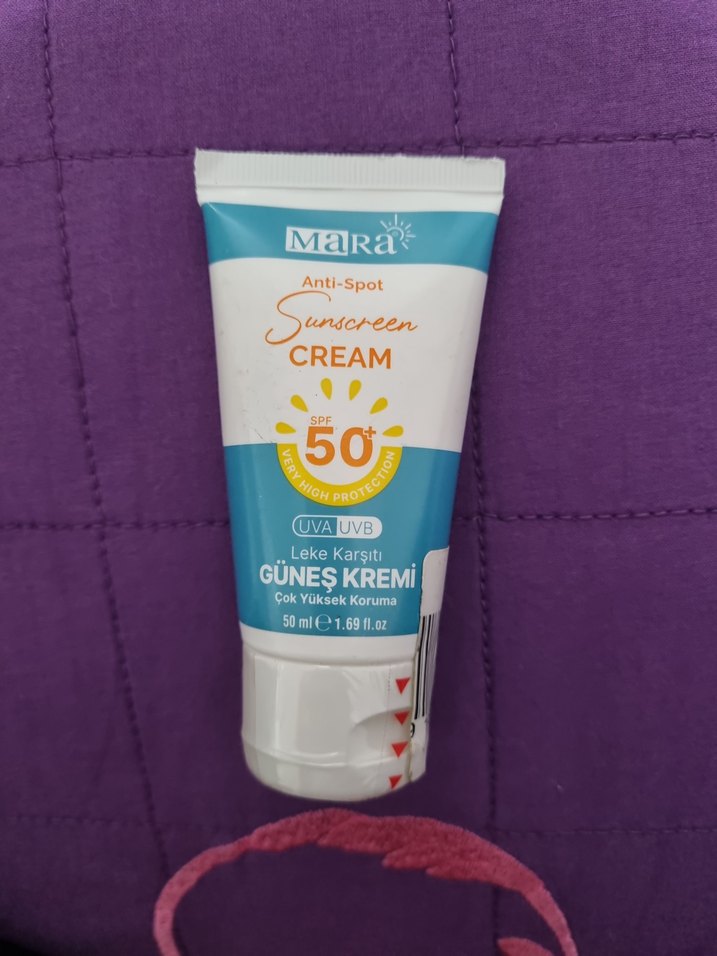 MaRa
Anti-Spot
Sunscreen
CREAM
SPF
50+
VERY HIGH PROTECTION
UVA UVB
Leke Karşıtı
GÜNEŞ KREMİ
Çok Yüksek Koruma
50 ml ℮ 1.69 fl.oz